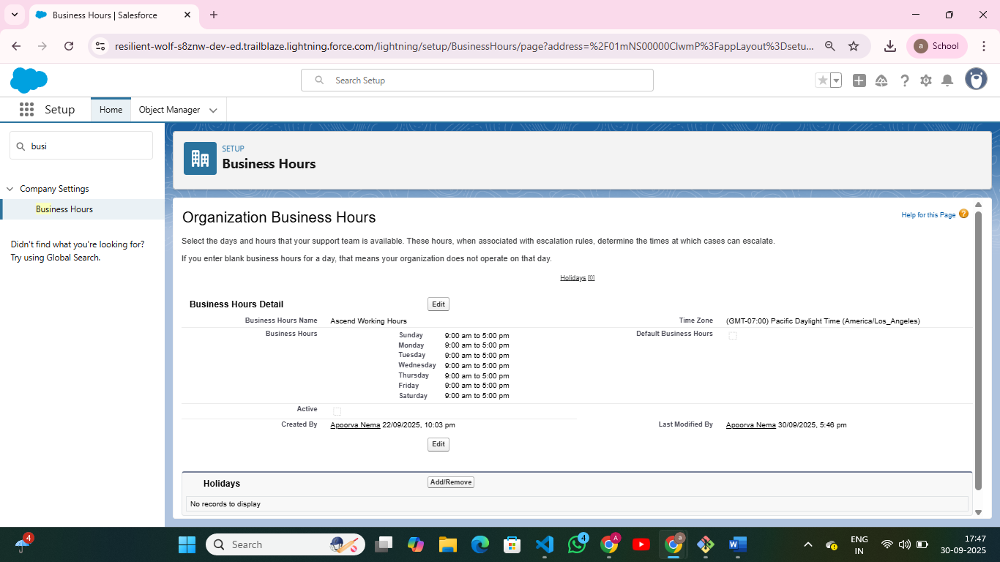 Business Hours | Salesforce
resilient-wolf-s8znw-dev-ed.trailblaze.lightning.force.com/lightning/setup/BusinessHours/page?address=%2F01mNS00000ClwmP%3FappLayout%3Dsetu...
a School
Search Setup
Setup Home Object Manager
busi
Company Settings
Business Hours
Didn't find what you're looking for?
Try using Global Search.
SETUP
Business Hours
Organization Business Hours
Help for this Page ?
Select the days and hours that your support team is available. These hours, when associated with escalation rules, determine the times at which cases can escalate.
If you enter blank business hours for a day, that means your organization does not operate on that day.
Holidays [0]
Business Hours Detail Edit
Business Hours Name Ascend Working Hours Time Zone (GMT-07:00) Pacific Daylight Time (America/Los_Angeles)
Business Hours Sunday 9:00 am to 5:00 pm Default Business Hours
Monday 9:00 am to 5:00 pm
Tuesday 9:00 am to 5:00 pm
Wednesday 9:00 am to 5:00 pm
Thursday 9:00 am to 5:00 pm
Friday 9:00 am to 5:00 pm
Saturday 9:00 am to 5:00 pm
Active
Created By Apoorva Nema 22/09/2025, 10:03 pm Last Modified By Apoorva Nema 30/09/2025, 5:46 pm
Edit
Holidays Add/Remove
No records to display
4
Search
4
A
a
ENG
IN
17:47
30-09-2025